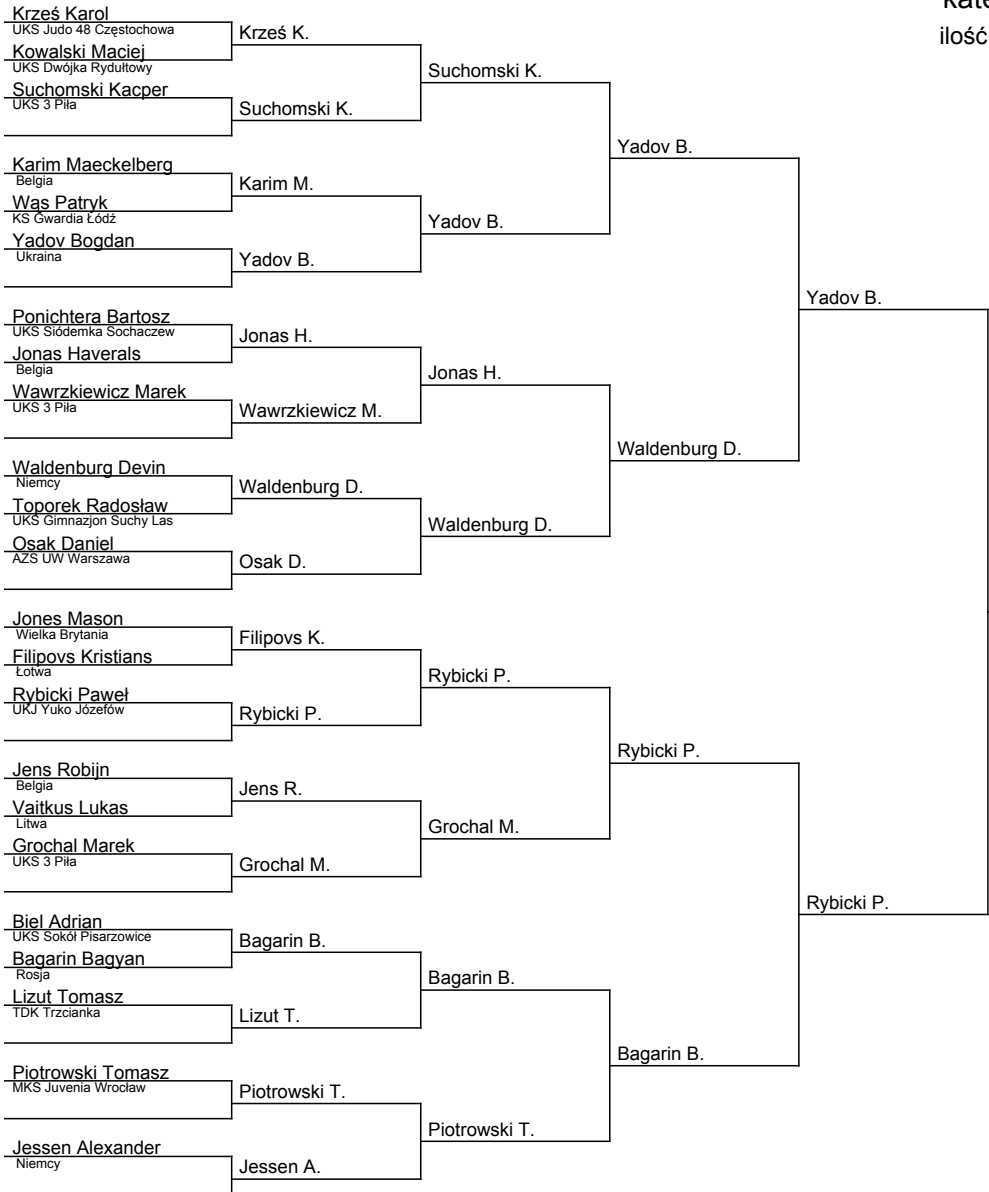 kate
ilość
Krześ Karol
UKS Judo 48 Częstochowa
Kowalski Maciej
UKS Dwójka Rydułtowy
Suchomski Kacper
UKS 3 Piła
Karim Maeckelberg
Belgia
Wąs Patryk
KS Gwardia Łódź
Yadov Bogdan
Ukraina
Ponichtera Bartosz
UKS Siódemka Sochaczew
Jonas Haverals
Belgia
Wawrzkiewicz Marek
UKS 3 Piła
Waldenburg Devin
Niemcy
Toporek Radosław
UKS Gimnazjon Suchy Las
Osak Daniel
AZS UW Warszawa
Jones Mason
Wielka Brytania
Filipovs Kristians
Łotwa
Rybicki Paweł
UKJ Yuko Józefów
Jens Robijn
Belgia
Vaitkus Lukas
Litwa
Grochal Marek
UKS 3 Piła
Biel Adrian
UKS Sokół Pisarzowice
Bagarin Bagyan
Rosja
Lizut Tomasz
TDK Trzcianka
Piotrowski Tomasz
MKS Juvenia Wrocław
Jessen Alexander
Niemcy
Krześ K.
Suchomski K.
Karim M.
Yadov B.
Jonas H.
Wawrzkiewicz M.
Waldenburg D.
Osak D.
Filipovs K.
Rybicki P.
Jens R.
Grochal M.
Bagarin B.
Lizut T.
Piotrowski T.
Jessen A.
Suchomski K.
Yadov B.
Jonas H.
Waldenburg D.
Rybicki P.
Grochal M.
Bagarin B.
Piotrowski T.
Yadov B.
Waldenburg D.
Rybicki P.
Bagarin B.
Yadov B.
Rybicki P.